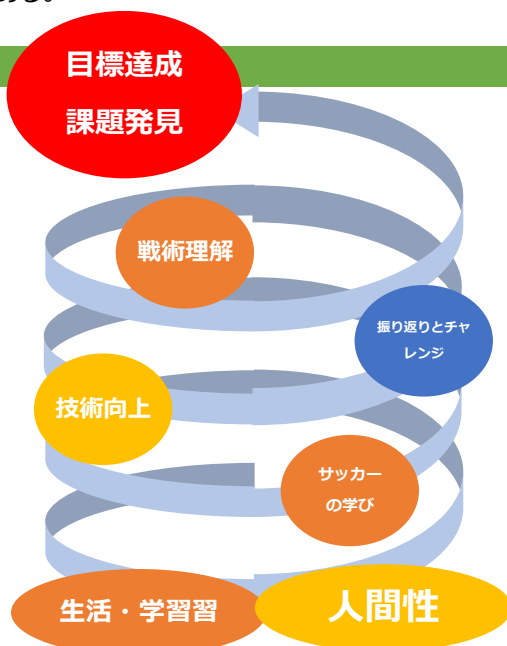 ある。
目標達成
課題発見
戦術理解
振り返りとチャ
レンジ
技術向上
サッカー
の学び
生活・学習習
人間性